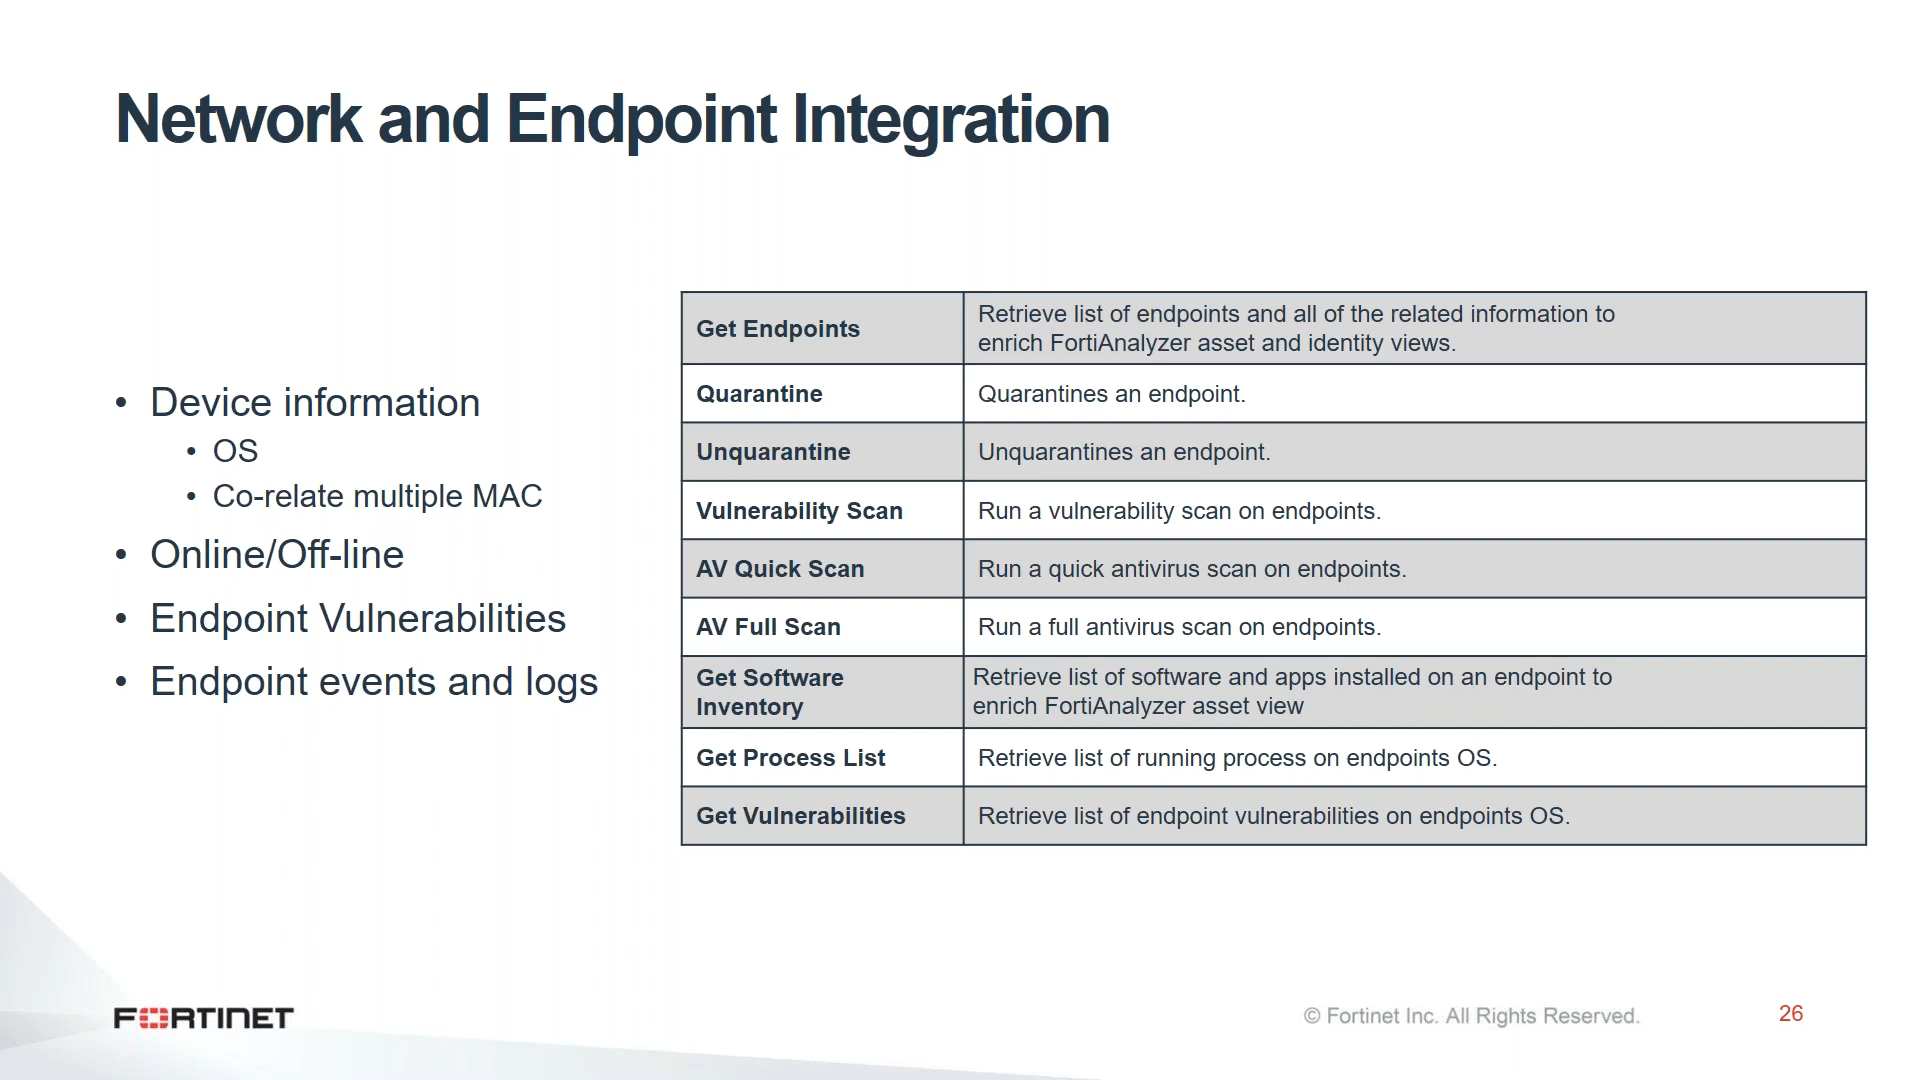 Network and Endpoint Integration
• Device information
• OS
• Co-relate multiple MAC
• Online/Off-line
• Endpoint Vulnerabilities
• Endpoint events and logs
Get Endpoints
Retrieve list of endpoints and all of the related information to
enrich FortiAnalyzer asset and identity views.
Quarantine
Quarantines an endpoint.
Unquarantine
Unquarantines an endpoint.
Vulnerability Scan
Run a vulnerability scan on endpoints.
AV Quick Scan
Run a quick antivirus scan on endpoints.
AV Full Scan
Run a full antivirus scan on endpoints.
Get Software
Inventory
Retrieve list of software and apps installed on an endpoint to
enrich FortiAnalyzer asset view
Get Process List
Retrieve list of running process on endpoints OS.
Get Vulnerabilities
Retrieve list of endpoint vulnerabilities on endpoints OS.
FORTINET
© Fortinet Inc. All Rights Reserved.
26